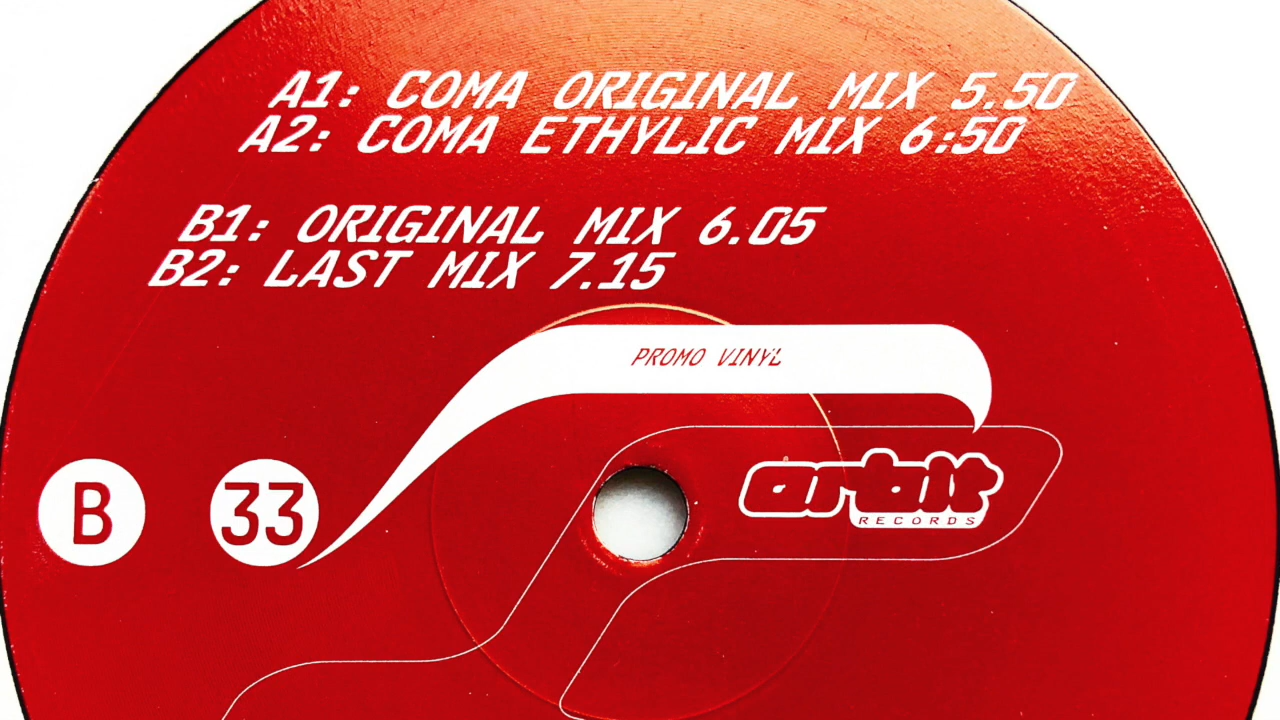 A1: COMA ORIGINAL MIX 5.50
A2: COMA ETHYLIC MIX 6:50
B1: ORIGINAL MIX 6.05
B2: LAST MIX 7.15
PROMO VINYL
B
33
orbit
RECORDS